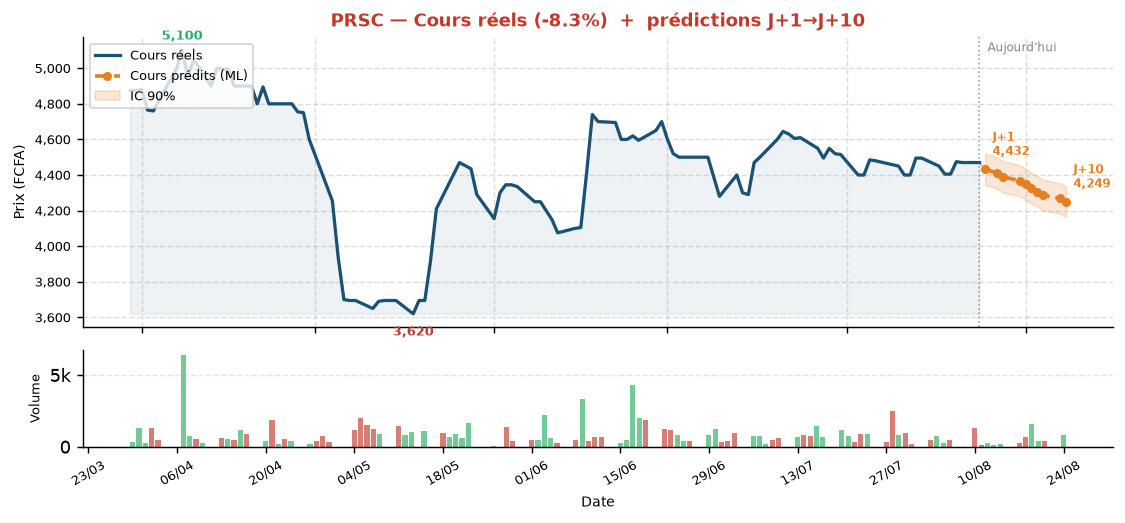 PRSC — Cours réels (-8.3%)  +  prédictions J+1→J+10
5,100
Cours réels
Cours prédits (ML)
IC 90%
Aujourd'hui
J+1
4,432
J+10
4,249
3,620
Prix (FCFA)
5,000
4,800
4,600
4,400
4,200
4,000
3,800
3,600
Volume
5k
0
23/03
06/04
20/04
04/05
18/05
01/06
15/06
29/06
13/07
27/07
10/08
24/08
Date